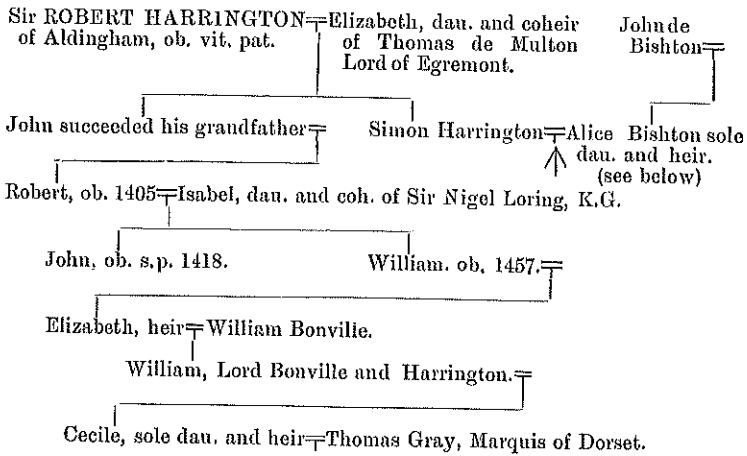 Sir ROBERT HARRINGTON Elizabeth, dau. and coheir John de
of Aldingham, ob. vit. pat. of Thomas de Multon Bishton
Lord of Egremont.
John succeeded his grandfather Simon Harrington Alice Bishton sole
dau. and heir.
(see below)
Robert, ob. 1405 Isabel, dau. and coh. of Sir Nigel Loring, K.G.
John, ob. s.p. 1418. William. ob. 1457.
Elizabeth, heir William Bonville.
William, Lord Bonville and Harrington.
Cecile, sole dau. and heir Thomas Gray, Marquis of Dorset.